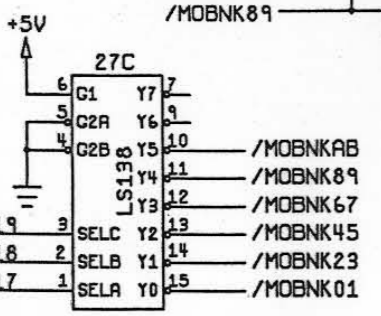 /MOBNK89
+5V
27C
6 G1 Y7 7
5 G2A Y6 9
4 G2B Y5 10 /MOBNKAB
LS138
Y4 11 /MOBNK89
Y3 12 /MOBNK67
9 3 SELC Y2 13 /MOBNK45
8 2 SELB Y1 14 /MOBNK23
7 1 SELA Y0 15 /MOBNK01